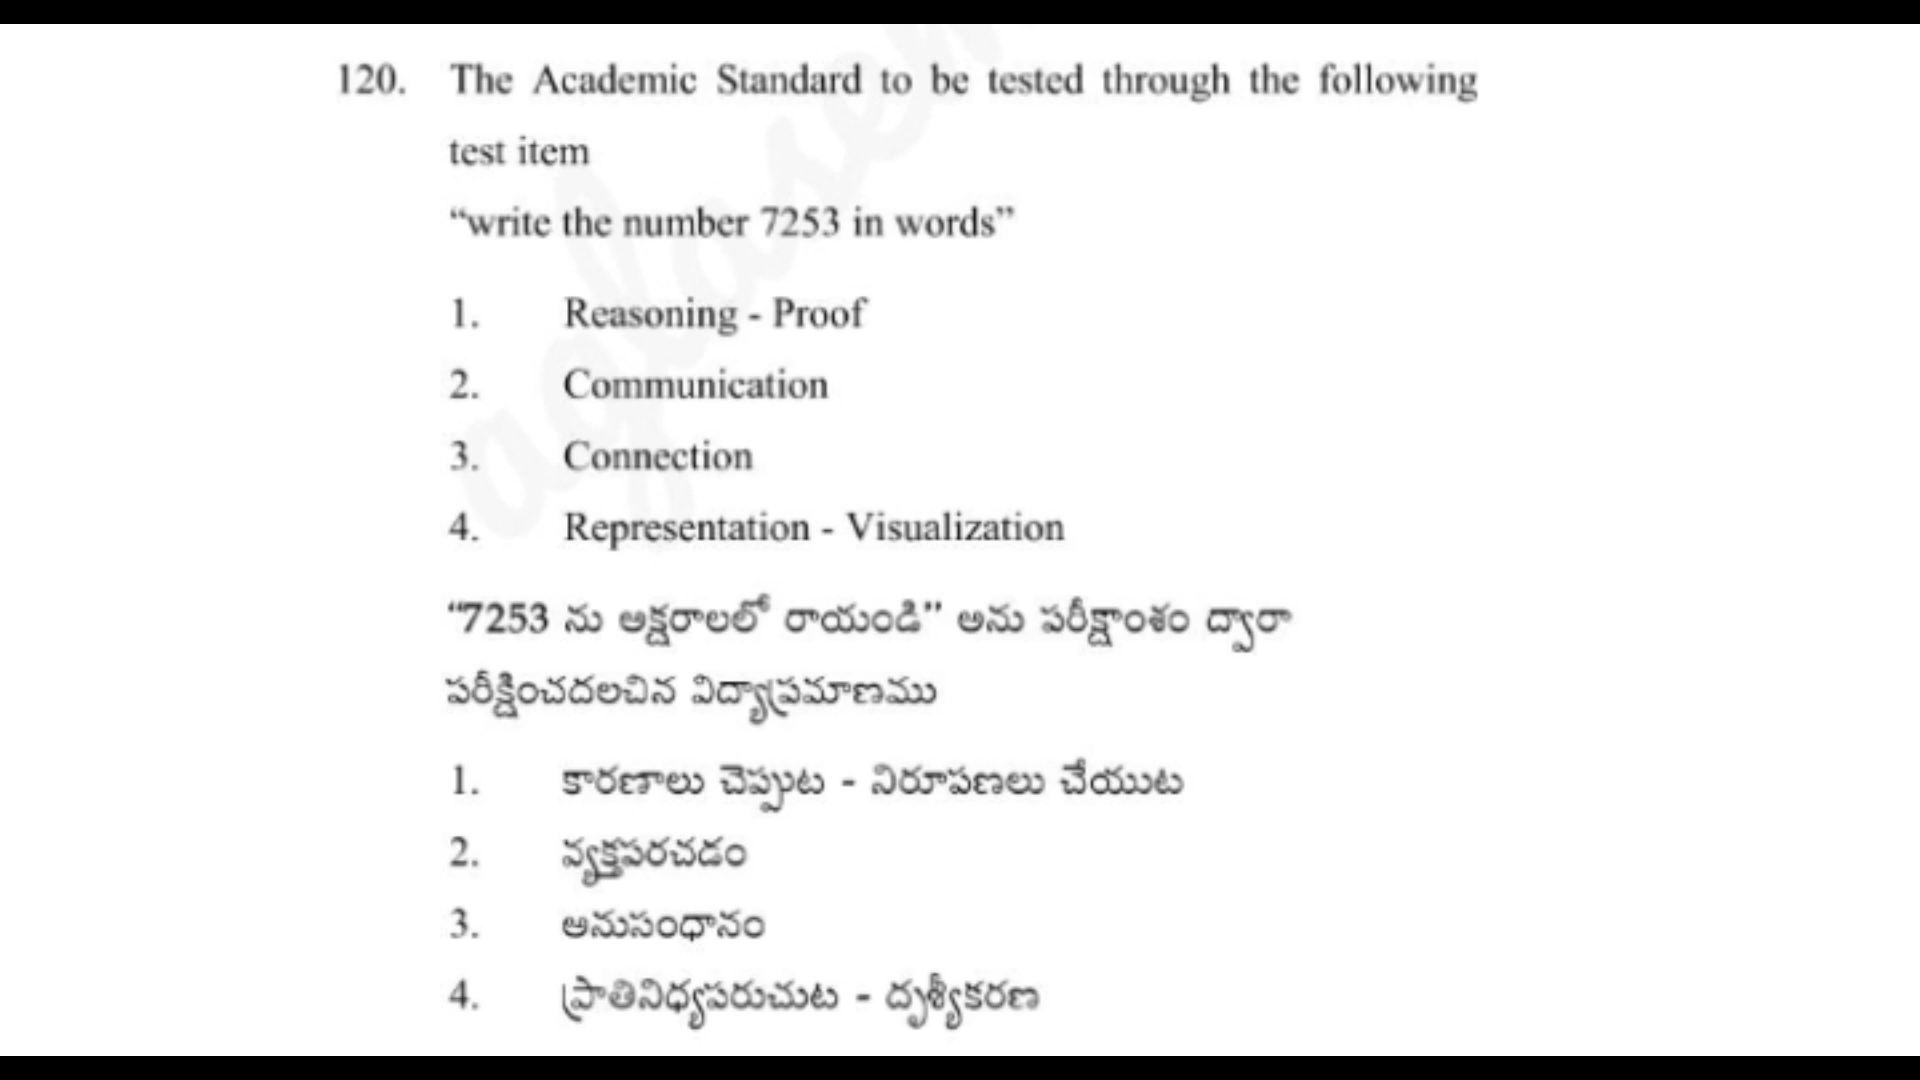 120. The Academic Standard to be tested through the following
test item
“write the number 7253 in words”
1. Reasoning - Proof
2. Communication
3. Connection
4. Representation - Visualization
“7253 ను అక్షరాలలో రాయండి” అను పరీక్షాంశం ద్వారా
పరీక్షించదలచిన విద్యాప్రమాణము
1. కారణాలు చెప్పుట - నిరూపణలు చేయుట
2. వ్యక్తపరచడం
3. అనుసంధానం
4. ప్రాతినిధ్యపరుచుట - దృశ్యీకరణ